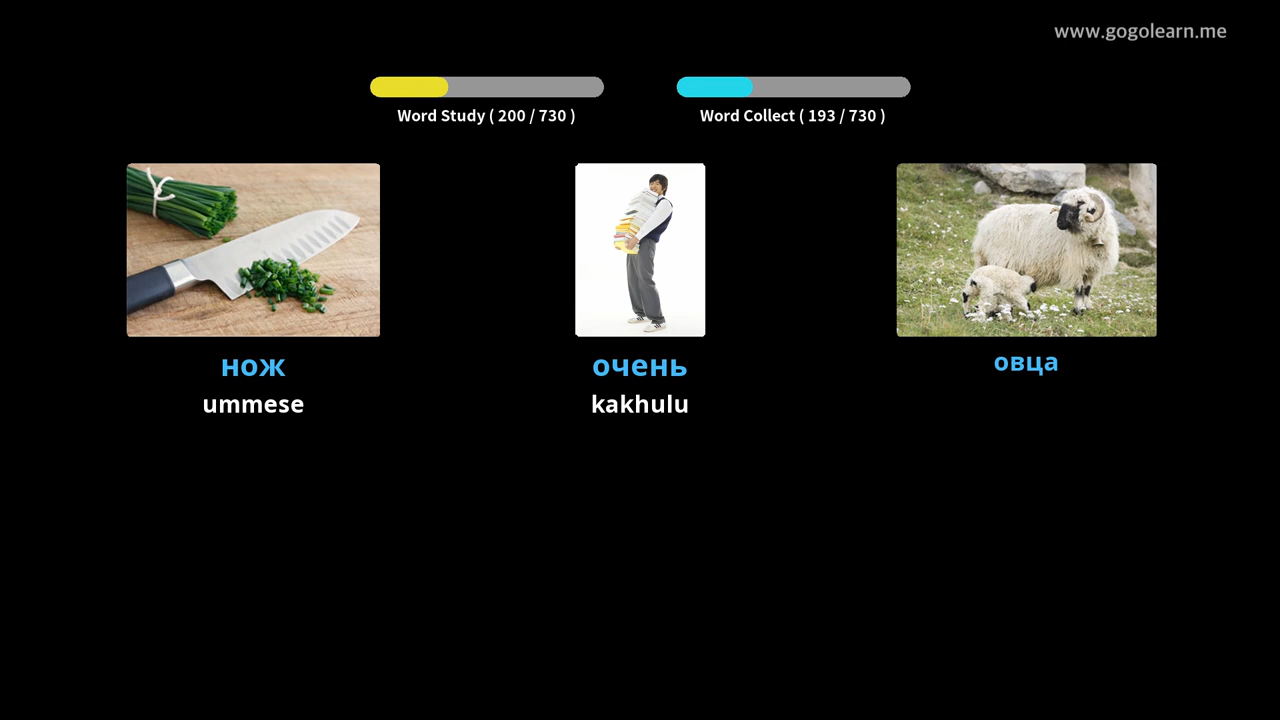 www.gogolearn.me
Word Study ( 200 / 730 )
Word Collect ( 193 / 730 )
нож
ummese
очень
kakhulu
овца